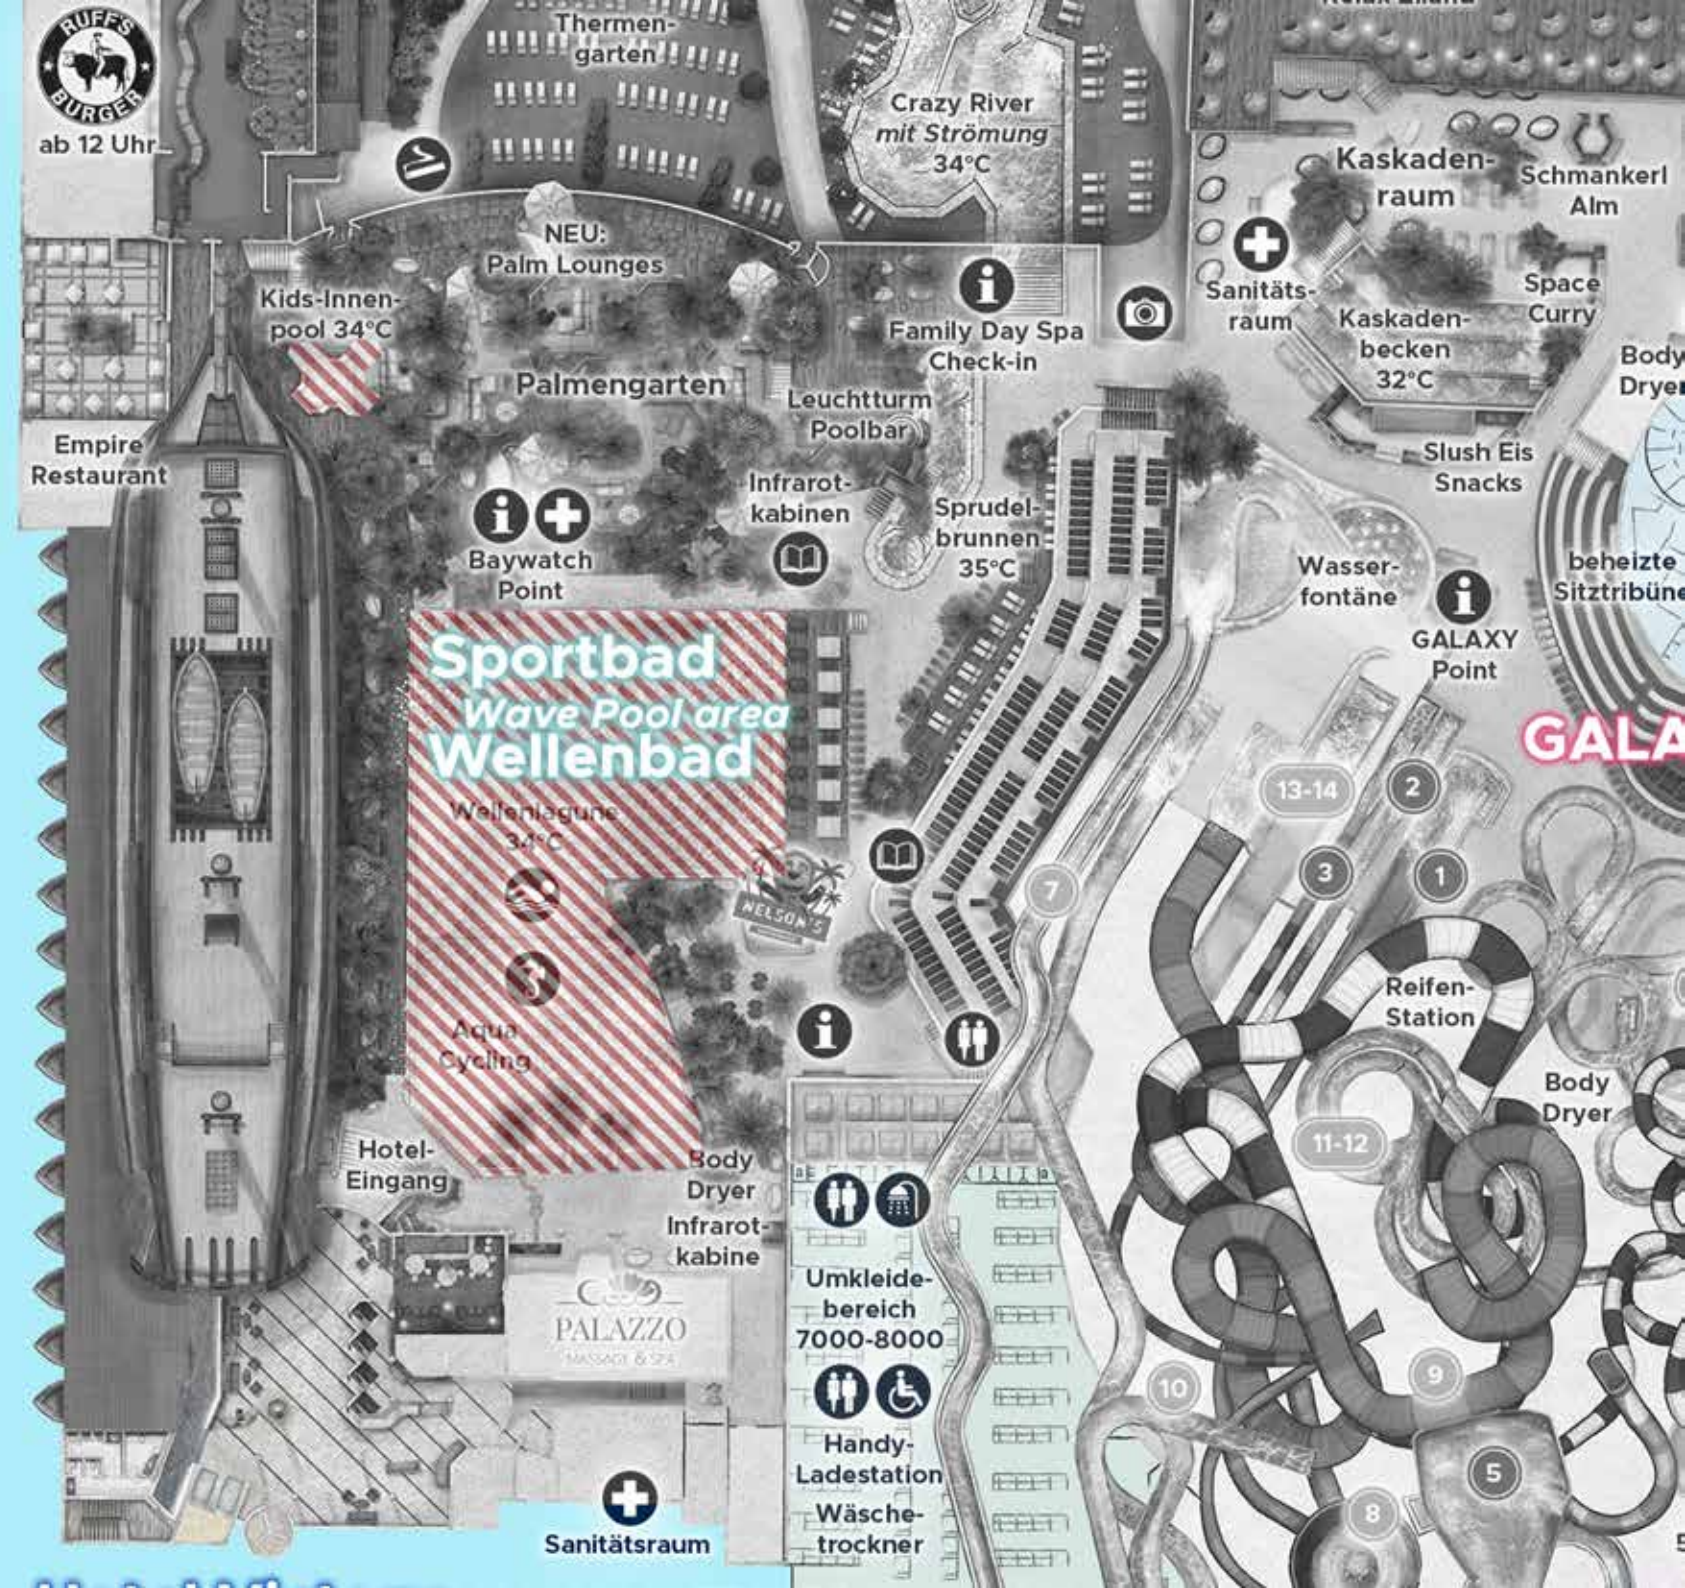 RUFF'S
BURGER
ab 12 Uhr
Thermen-
garten
Crazy River
mit Strömung
34°C
Kaskaden-
raum
Schmankerl
Alm
NEU:
Palm Lounges
Kids-Innen-
pool 34°C
Family Day Spa
Check-in
Sanitäts-
raum
Kaskaden-
becken
32°C
Space
Curry
Body
Palmengarten
Leuchtturm
Poolbar
Empire
Restaurant
Slush Eis
Snacks
Infrarot-
kabinen
Sprudel-
brunnen
35°C
Baywatch
Point
Wasser-
fontäne
beheizte
GALAXY
Point
Sportbad
Wave Pool area
Wellenbad
Wellenlagune
34°C
13-14
2
3
1
7
NELSON'S
Aqua
Cycling
Reifen-
Station
Body
Dryer
11-12
Hotel-
Eingang
Body
Dryer
Infrarot-
kabine
PALAZZO
MASSAGE & SPA
Umkleide-
bereich
7000-8000
10
9
Handy-
Ladestation
Wäsche-
trockner
5
8
Sanitätsraum